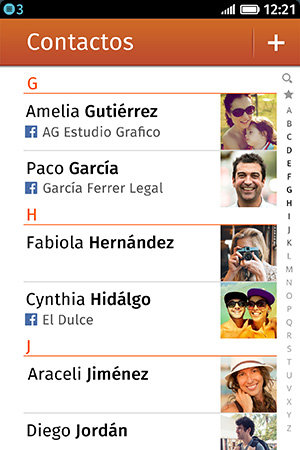 3 12:21
Contactos +
G
Amelia Gutiérrez
f AG Estudio Grafico
Paco García
f García Ferrer Legal
H
Fabiola Hernández
Cynthia Hidálgo
f El Dulce
J
Araceli Jiménez
Diego Jordán
A
B
C
D
E
F
G
H
I
J
K
L
M
N
O
P
Q
R
S
T
U
V
X
Y
Z